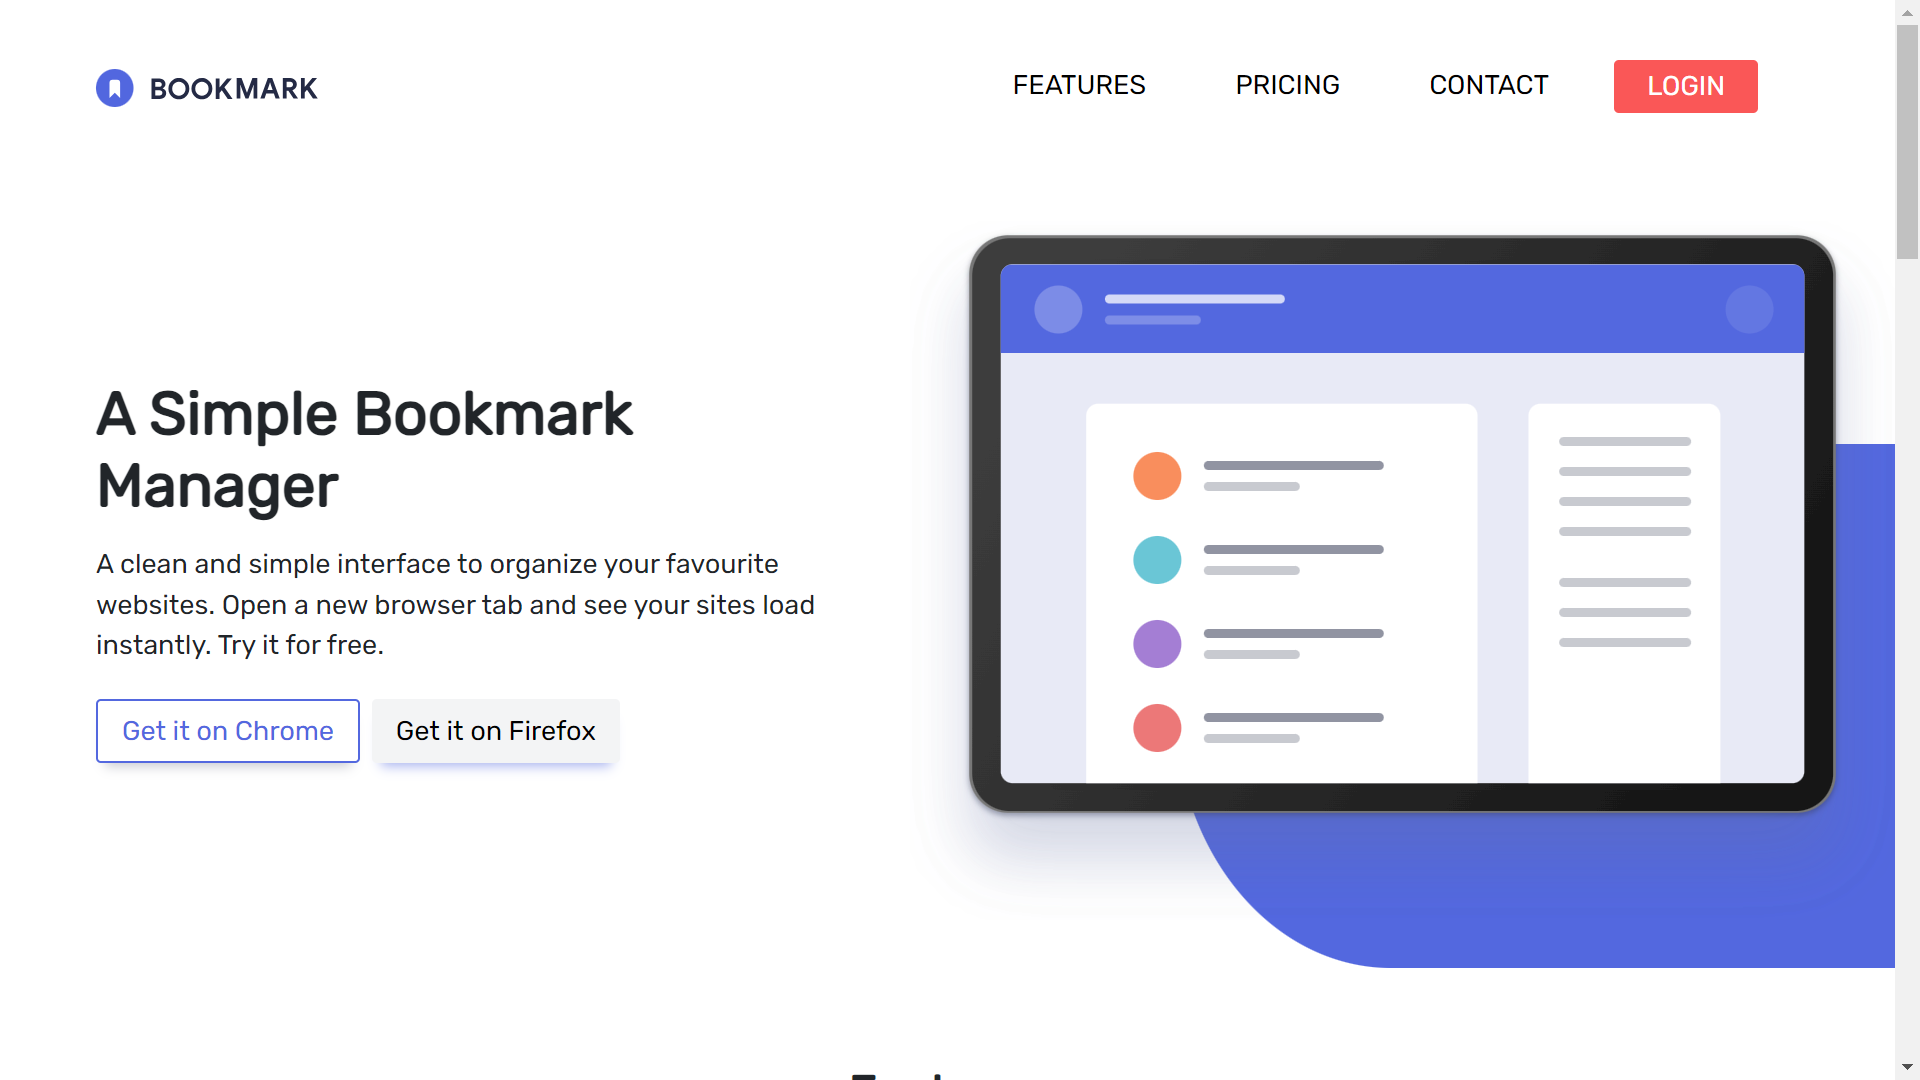 BOOKMARK
FEATURES PRICING CONTACT LOGIN
A Simple Bookmark
Manager
A clean and simple interface to organize your favourite
websites. Open a new browser tab and see your sites load
instantly. Try it for free.
Get it on Chrome Get it on Firefox